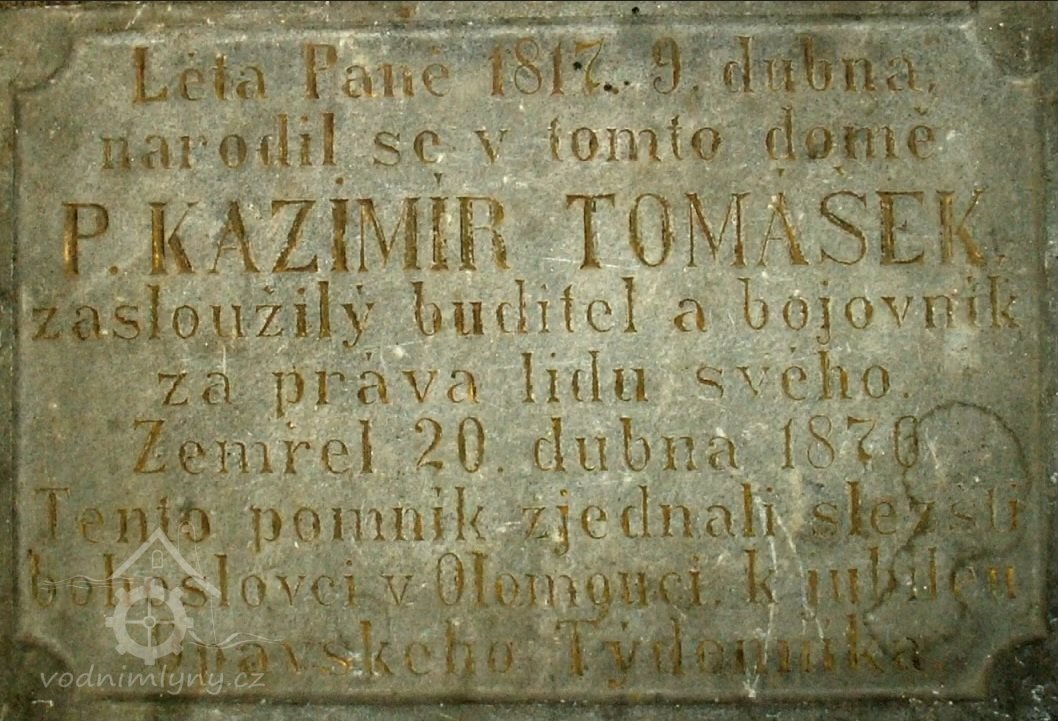 Léta Páně 1817. 9. dubna,
narodil se v tomto domě
P. KAZIMÍR TOMÁŠEK,
zasloužilý buditel a bojovník
za práva lidu svého.
Zemřel 20. dubna 1876
Tento pomník zjednali slezští
bohoslovci v Olomouci, k jubileu
Opavského Týdenníka.
vodnimlyny.cz